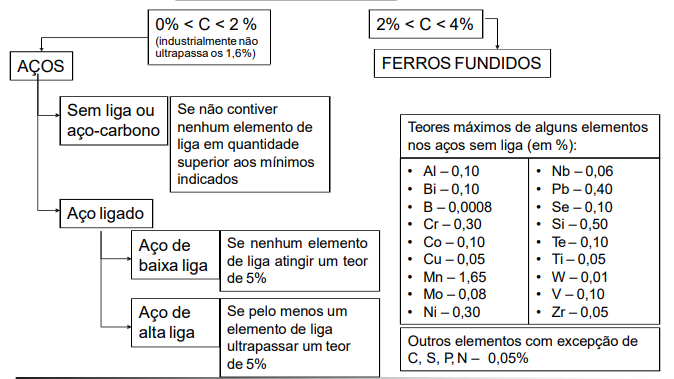 0% < C < 2 %
(industrialmente não
ultrapassa os 1,6%)
2% < C < 4%
AÇOS
FERROS FUNDIDOS
Sem liga ou
aço-carbono
Se não contiver
nenhum elemento de
liga em quantidade
superior aos mínimos
indicados
Aço ligado
Aço de
baixa liga
Se nenhum elemento
de liga atingir um teor
de 5%
Aço de
alta liga
Se pelo menos um
elemento de liga
ultrapassar um teor
de 5%
Teores máximos de alguns elementos
nos aços sem liga (em %):
• Al – 0,10
• Bi – 0,10
• B – 0,0008
• Cr – 0,30
• Co – 0,10
• Cu – 0,05
• Mn – 1,65
• Mo – 0,08
• Ni – 0,30
• Nb – 0,06
• Pb – 0,40
• Se – 0,10
• Si – 0,50
• Te – 0,10
• Ti – 0,05
• W – 0,01
• V – 0,10
• Zr – 0,05
Outros elementos com excepção de
C, S, P, N – 0,05%